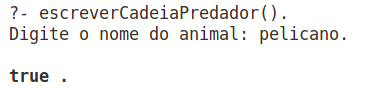 ?- escreverCadeiaPredador().
Digite o nome do animal: pelicano.
true .